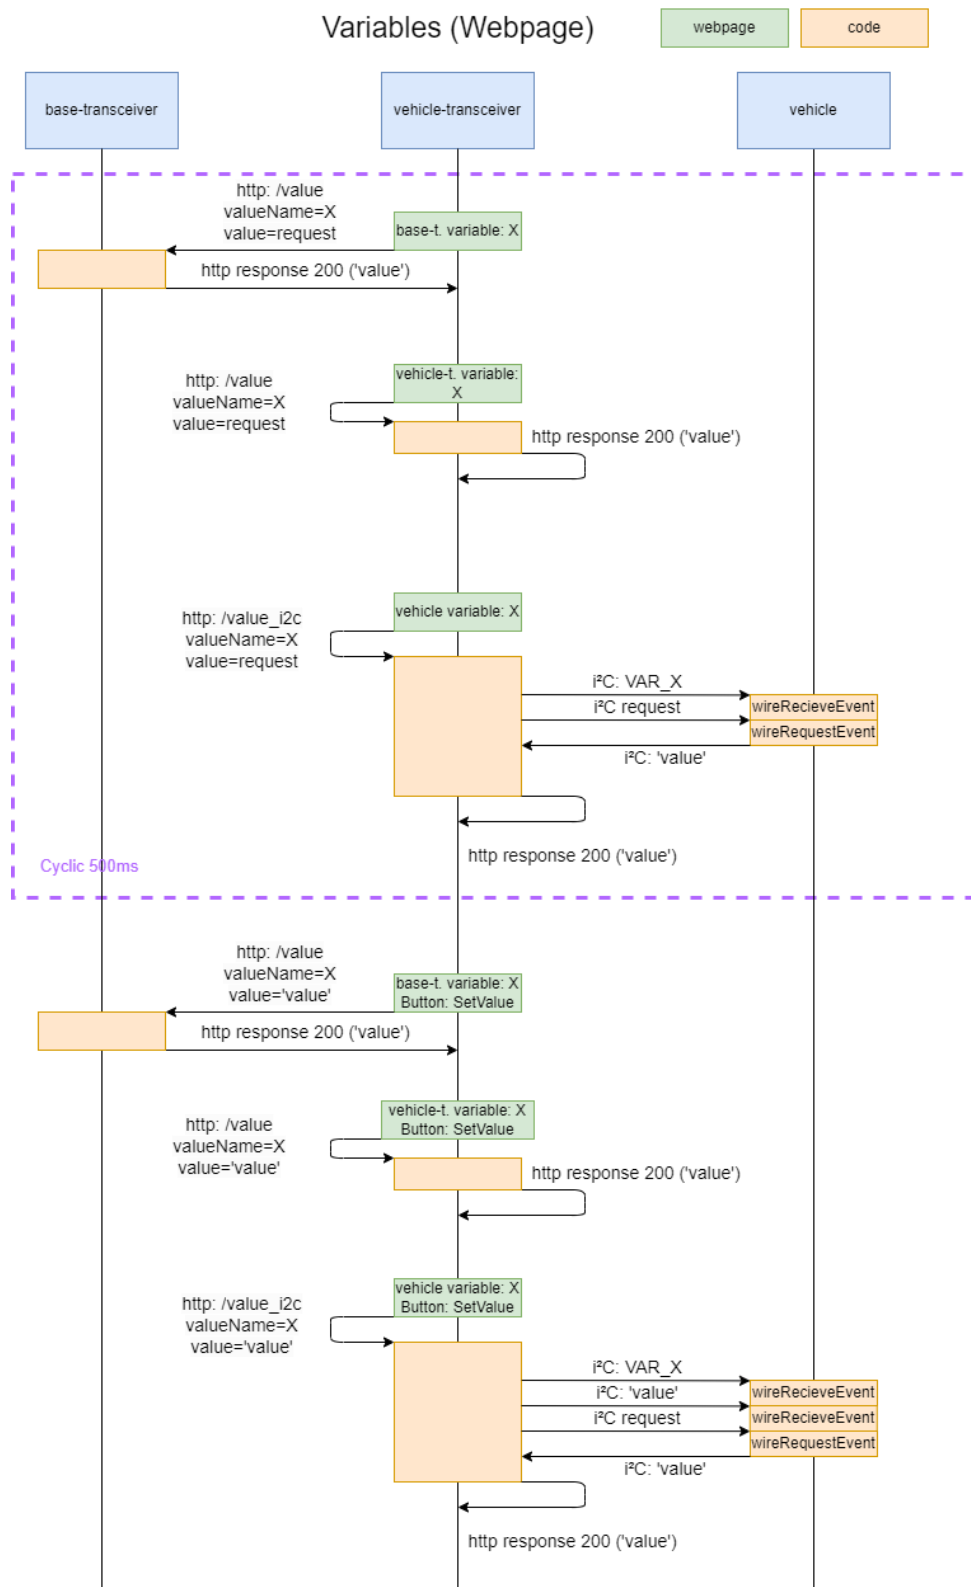 Variables (Webpage)
webpage
code
base-transceiver
vehicle-transceiver
vehicle
http: /value
valueName=X
value=request
base-t. variable: X
http response 200 ('value')
http: /value
valueName=X
value=request
vehicle-t. variable:
X
http response 200 ('value')
http: /value_i2c
valueName=X
value=request
vehicle variable: X
i²C: VAR_X
wireRecieveEvent
i²C request
wireRequestEvent
i²C: 'value'
http response 200 ('value')
Cyclic 500ms
http: /value
valueName=X
value='value'
base-t. variable: X
Button: SetValue
http response 200 ('value')
http: /value
valueName=X
value='value'
vehicle-t. variable: X
Button: SetValue
http response 200 ('value')
http: /value_i2c
valueName=X
value='value'
vehicle variable: X
Button: SetValue
i²C: VAR_X
wireRecieveEvent
i²C: 'value'
wireRecieveEvent
i²C request
wireRequestEvent
i²C: 'value'
http response 200 ('value')